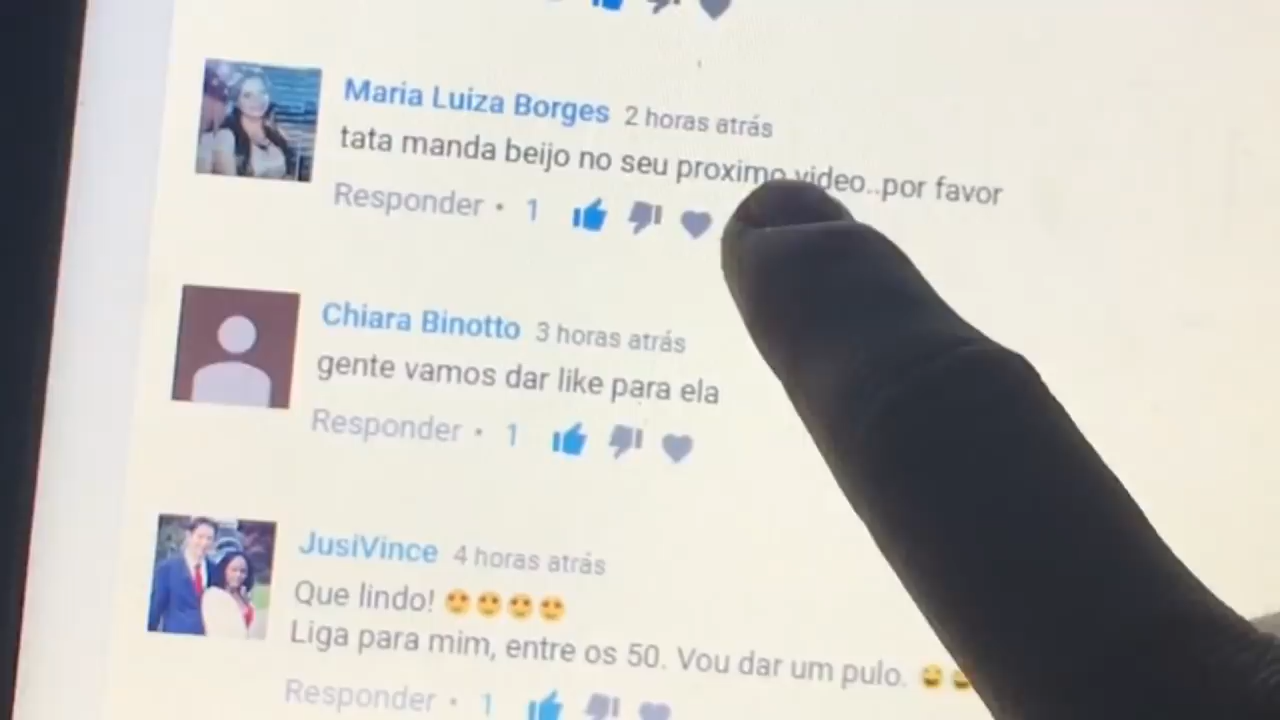 Maria Luiza Borges 2 horas atrás
tata manda beijo no seu proximo video..por favor
Responder • 1
Chiara Binotto 3 horas atrás
gente vamos dar like para ela
Responder • 1
JusiVince 4 horas atrás
Que lindo! 😍😍😍😍
Liga para mim, entre os 50. Vou dar um pulo.
Responder • 1